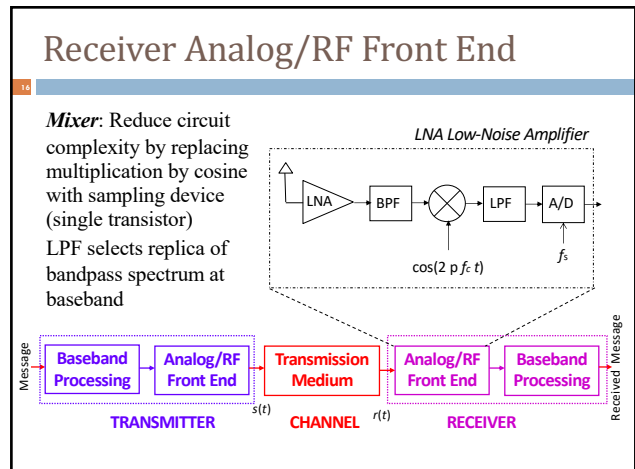 Receiver Analog/RF Front End
16
Mixer: Reduce circuit
complexity by replacing
multiplication by cosine
with sampling device
(single transistor)
LPF selects replica of
bandpass spectrum at
baseband
LNA Low-Noise Amplifier
LNA
BPF
LPF
A/D
cos(2 p fc t)
fs
Message
Baseband
Processing
Analog/RF
Front End
Transmission
Medium
Analog/RF
Front End
Baseband
Processing
Received Message
TRANSMITTER
s(t)
CHANNEL
r(t)
RECEIVER